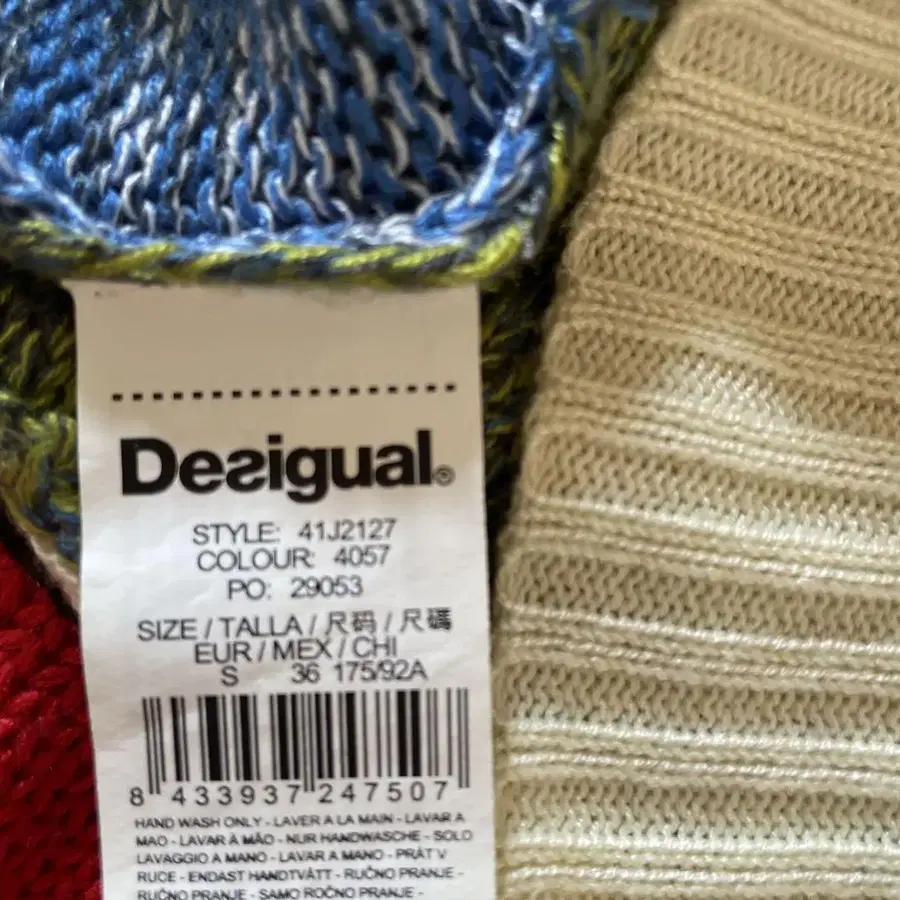 Desigual®
STYLE: 41J2127
COLOUR: 4057
PO: 29053
SIZE / TALLA / 尺码 / 尺碼
EUR / MEX / CHI
S 36 175/92A
8 433937 247507
HAND WASH ONLY - LAVER A LA MAIN - LAVAR A
MAO - LAVAR À MÃO - NUR HANDWASCHE - SOLO
LAVAGGIO A MANO - LAVAR A MANO - PRÁT V
RUCE - ENDAST HANDTVÄTT - RUČNO PRANJE -
RUČNO PRANJE - SAMO ROČNO PRANJE -